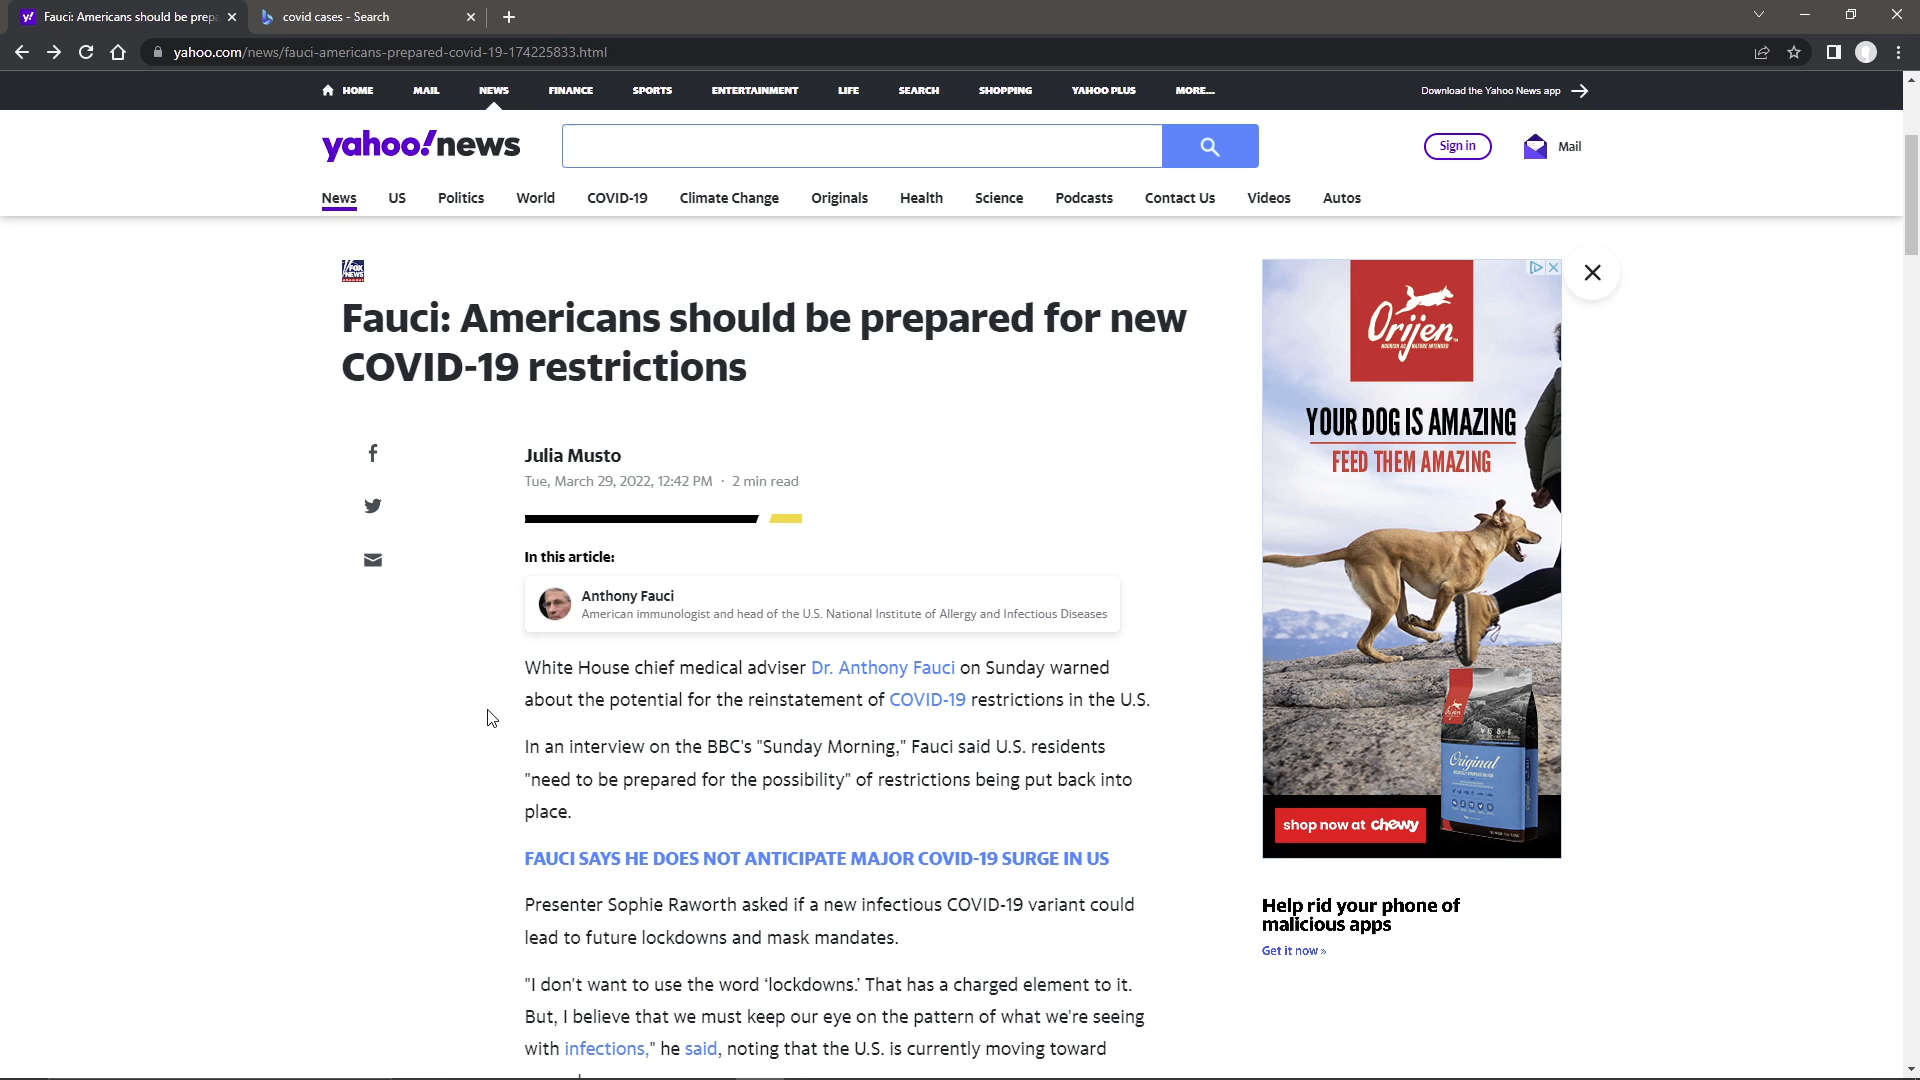 Fauci: Americans should be prepa
covid cases - Search
yahoo.com/news/fauci-americans-prepared-covid-19-174225833.html
HOME MAIL NEWS FINANCE SPORTS ENTERTAINMENT LIFE SEARCH SHOPPING YAHOO PLUS MORE... Download the Yahoo News app
yahoo!news
Sign in Mail
News US Politics World COVID-19 Climate Change Originals Health Science Podcasts Contact Us Videos Autos
FOX NEWS
Fauci: Americans should be prepared for new
COVID-19 restrictions
Julia Musto
Tue, March 29, 2022, 12:42 PM · 2 min read
In this article:
Anthony Fauci
American immunologist and head of the U.S. National Institute of Allergy and Infectious Diseases
White House chief medical adviser Dr. Anthony Fauci on Sunday warned
about the potential for the reinstatement of COVID-19 restrictions in the U.S.
In an interview on the BBC's "Sunday Morning," Fauci said U.S. residents
"need to be prepared for the possibility" of restrictions being put back into
place.
FAUCI SAYS HE DOES NOT ANTICIPATE MAJOR COVID-19 SURGE IN US
Presenter Sophie Raworth asked if a new infectious COVID-19 variant could
lead to future lockdowns and mask mandates.
"I don't want to use the word ‘lockdowns.’ That has a charged element to it.
But, I believe that we must keep our eye on the pattern of what we're seeing
with infections," he said, noting that the U.S. is currently moving toward
Orijen
NOURISH AS NATURE INTENDED
YOUR DOG IS AMAZING
FEED THEM AMAZING
Original
shop now at chewy
Help rid your phone of
malicious apps
Get it now »